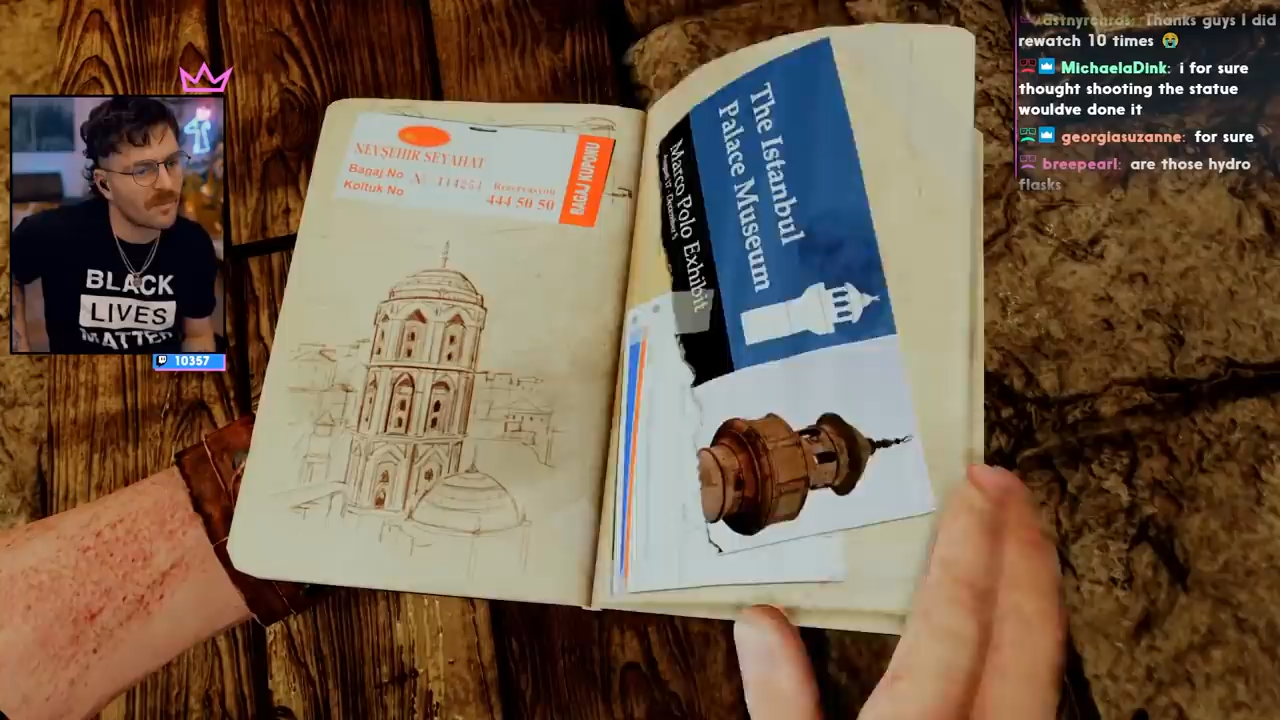 NEVŞEHİR SEYAHAT
Bagaj No
Koltuk No
Rezervasyon
444 50 50
BAGAJ KUPONU
The Istanbul
Palace Museum
Marco Polo Exhibit
BLACK
LIVES
MATTER
10357
Thanks guys I did
rewatch 10 times 😭
MichaelaDink: i for sure
thought shooting the statue
wouldve done it
georgiasuzanne: for sure
breepearl: are those hydro
flasks